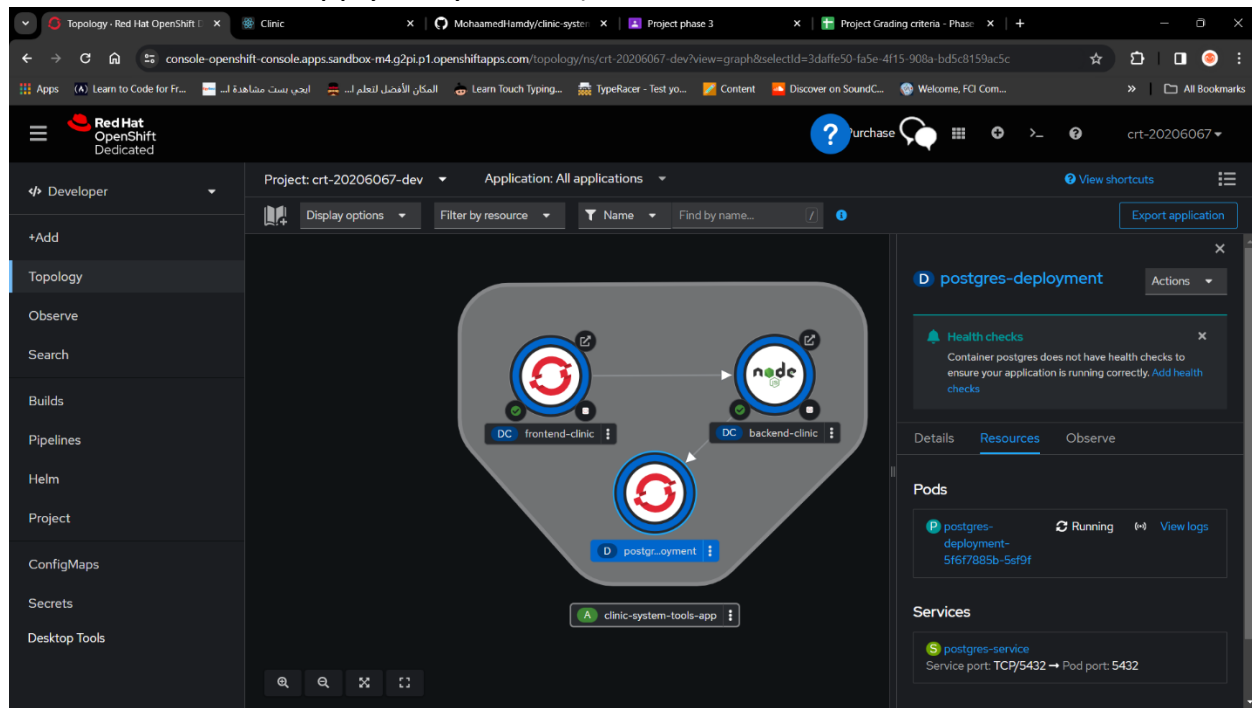 Topology · Red Hat OpenShift D
Clinic
MohaamedHamdy/clinic-system
Project phase 3
Project Grading criteria - Phase
console-openshift-console.apps.sandbox-m4.g2pi.p1.openshiftapps.com/topology/ns/crt-20206067-dev?view=graph&selectId=3daffe50-fa5e-4f15-908a-bd5c8159ac5c
Apps
Learn to Code for Fr...
ايجي بست مشاهدة ا...
المكان الأفضل لتعلم ا...
Learn Touch Typing...
TypeRacer - Test yo...
Content
Discover on SoundC...
Welcome, FCI Com...
»
All Bookmarks
Red Hat
OpenShift
Dedicated
?
urchase
crt-20206067
</> Developer
Project: crt-20206067-dev
Application: All applications
View shortcuts
Display options
Filter by resource
Name
Find by name...
/
Export application
+Add
Topology
Observe
Search
Builds
Pipelines
Helm
Project
ConfigMaps
Secrets
Desktop Tools
node
JS
DC frontend-clinic
DC backend-clinic
D postgr...oyment
A clinic-system-tools-app
D postgres-deployment
Actions
Health checks
Container postgres does not have health checks to
ensure your application is running correctly. Add health
checks
Details
Resources
Observe
Pods
P postgres-
deployment-
5f6f7885b-5sf9f
Running
View logs
Services
S postgres-service
Service port: TCP/5432 → Pod port: 5432